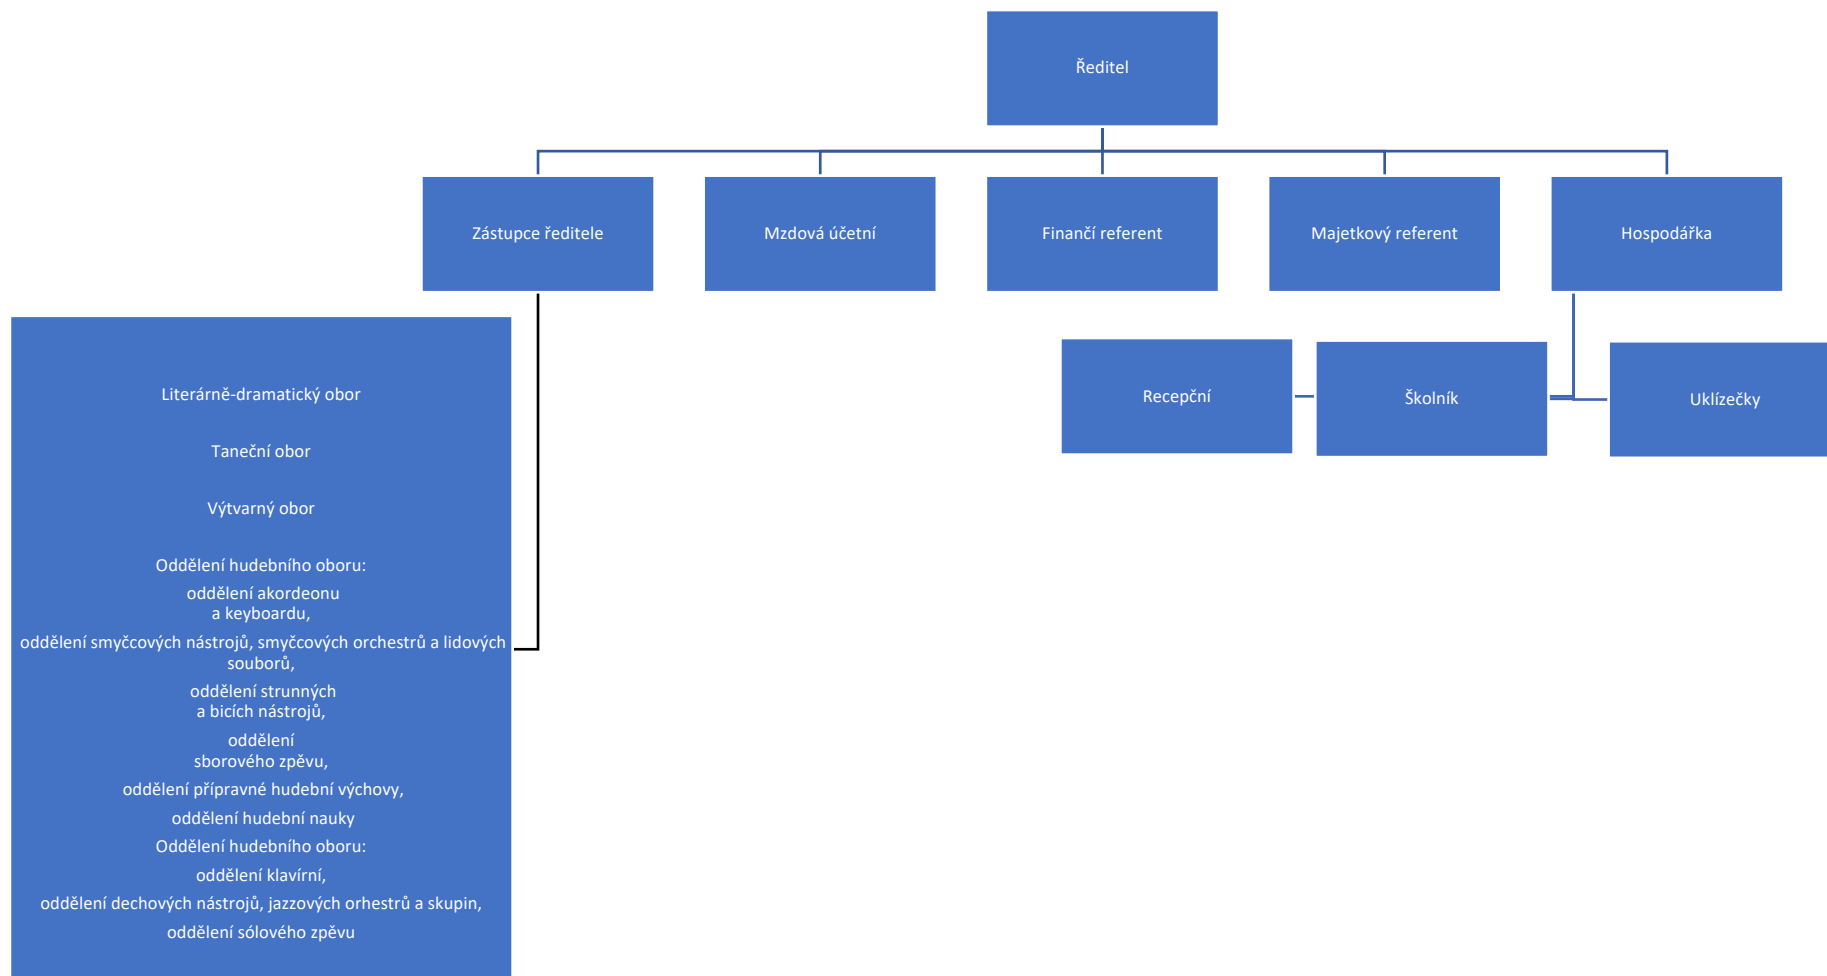 Ředitel
Zástupce ředitele
Mzdová účetní
Finančí referent
Majetkový referent
Hospodářka
Recepční
Školník
Uklízečky
Literárně-dramatický obor
Taneční obor
Výtvarný obor
Oddělení hudebního oboru:
oddělení akordeonu
a keyboardu,
oddělení smyčcových nástrojů, smyčcových orchestrů a lidových
souborů,
oddělení strunných
a bicích nástrojů,
oddělení
sborového zpěvu,
oddělení přípravné hudební výchovy,
oddělení hudební nauky
Oddělení hudebního oboru:
oddělení klavírní,
oddělení dechových nástrojů, jazzových orhestrů a skupin,
oddělení sólového zpěvu